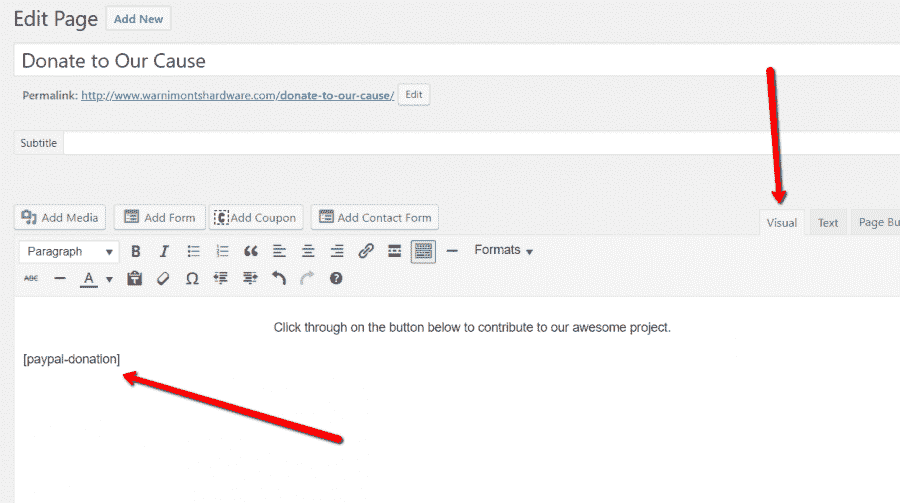 Edit Page Add New
Donate to Our Cause
Permalink: http://www.warnimontshardware.com/donate-to-our-cause/ Edit
Subtitle
Add Media Add Form Add Coupon Add Contact Form
Visual Text Page Bu
Paragraph B I Formats
ABC A
Click through on the button below to contribute to our awesome project.
[paypal-donation]